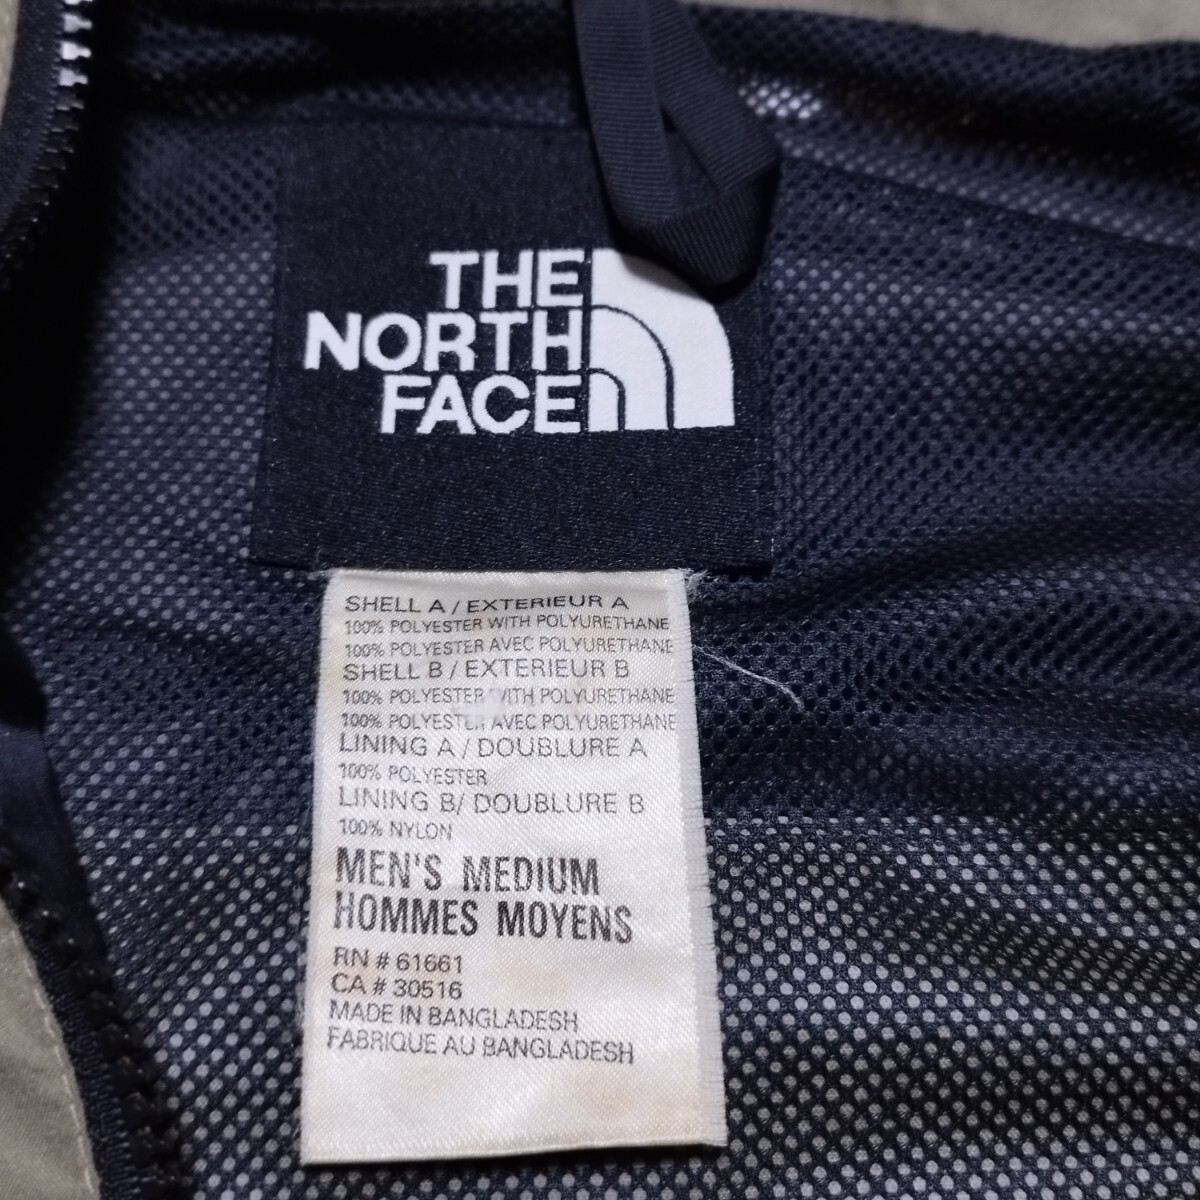 THE
NORTH
FACE
SHELL A / EXTERIEUR A
100% POLYESTER WITH POLYURETHANE
100% POLYESTER AVEC POLYURETHANE
SHELL B / EXTERIEUR B
100% POLYESTER WITH POLYURETHANE
100% POLYESTER AVEC POLYURETHANE
LINING A / DOUBLURE A
100% POLYESTER
LINING B/ DOUBLURE B
100% NYLON
MEN'S MEDIUM
HOMMES MOYENS
RN # 61661
CA # 30516
MADE IN BANGLADESH
FABRIQUE AU BANGLADESH